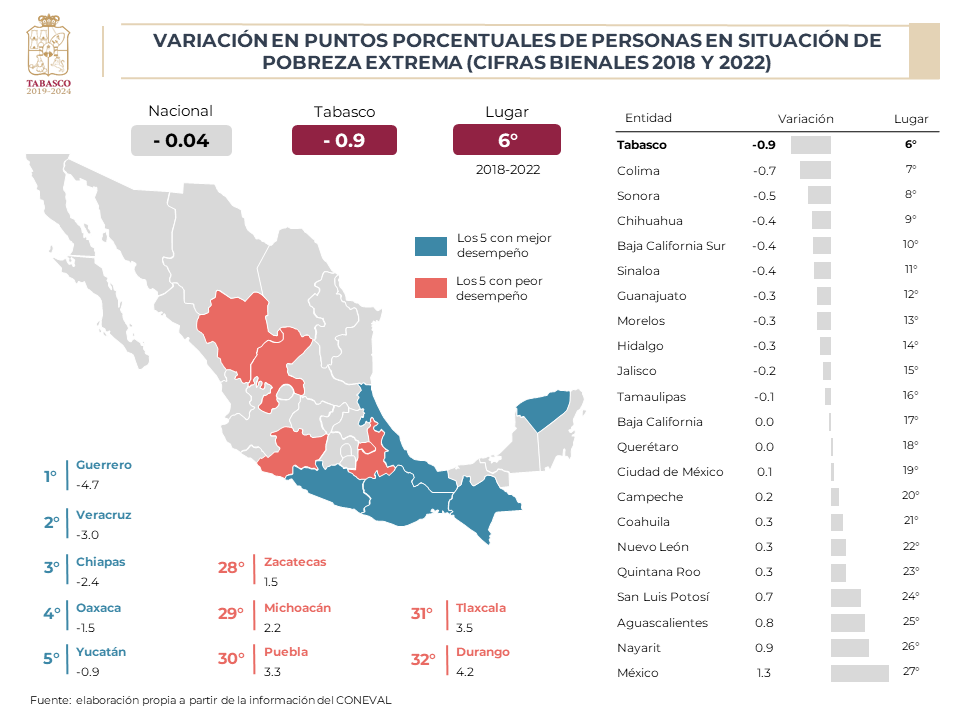 TABASCO
2019-2024
VARIACIÓN EN PUNTOS PORCENTUALES DE PERSONAS EN SITUACIÓN DE
POBREZA EXTREMA (CIFRAS BIENALES 2018 Y 2022)
Nacional
- 0.04
Tabasco
- 0.9
Lugar
6°
2018-2022
Los 5 con mejor
desempeño
Los 5 con peor
desempeño
1° Guerrero
-4.7
2° Veracruz
-3.0
3° Chiapas
-2.4
4° Oaxaca
-1.5
5° Yucatán
-0.9
28° Zacatecas
1.5
29° Michoacán
2.2
30° Puebla
3.3
31° Tlaxcala
3.5
32° Durango
4.2
Entidad Variación Lugar
Tabasco -0.9 6°
Colima -0.7 7°
Sonora -0.5 8°
Chihuahua -0.4 9°
Baja California Sur -0.4 10°
Sinaloa -0.4 11°
Guanajuato -0.3 12°
Morelos -0.3 13°
Hidalgo -0.3 14°
Jalisco -0.2 15°
Tamaulipas -0.1 16°
Baja California 0.0 17°
Querétaro 0.0 18°
Ciudad de México 0.1 19°
Campeche 0.2 20°
Coahuila 0.3 21°
Nuevo León 0.3 22°
Quintana Roo 0.3 23°
San Luis Potosí 0.7 24°
Aguascalientes 0.8 25°
Nayarit 0.9 26°
México 1.3 27°
Fuente: elaboración propia a partir de la información del CONEVAL